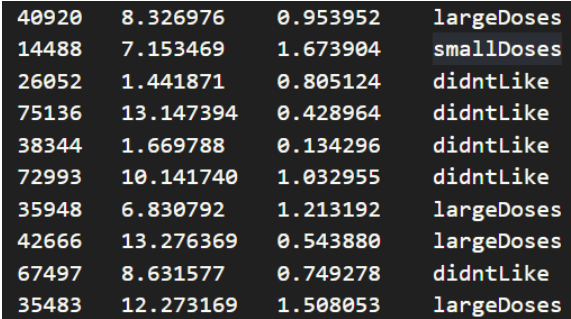 40920 8.326976 0.953952 largeDoses
14488 7.153469 1.673904 smallDoses
26052 1.441871 0.805124 didntLike
75136 13.147394 0.428964 didntLike
38344 1.669788 0.134296 didntLike
72993 10.141740 1.032955 didntLike
35948 6.830792 1.213192 largeDoses
42666 13.276369 0.543880 largeDoses
67497 8.631577 0.749278 didntLike
35483 12.273169 1.508053 largeDoses